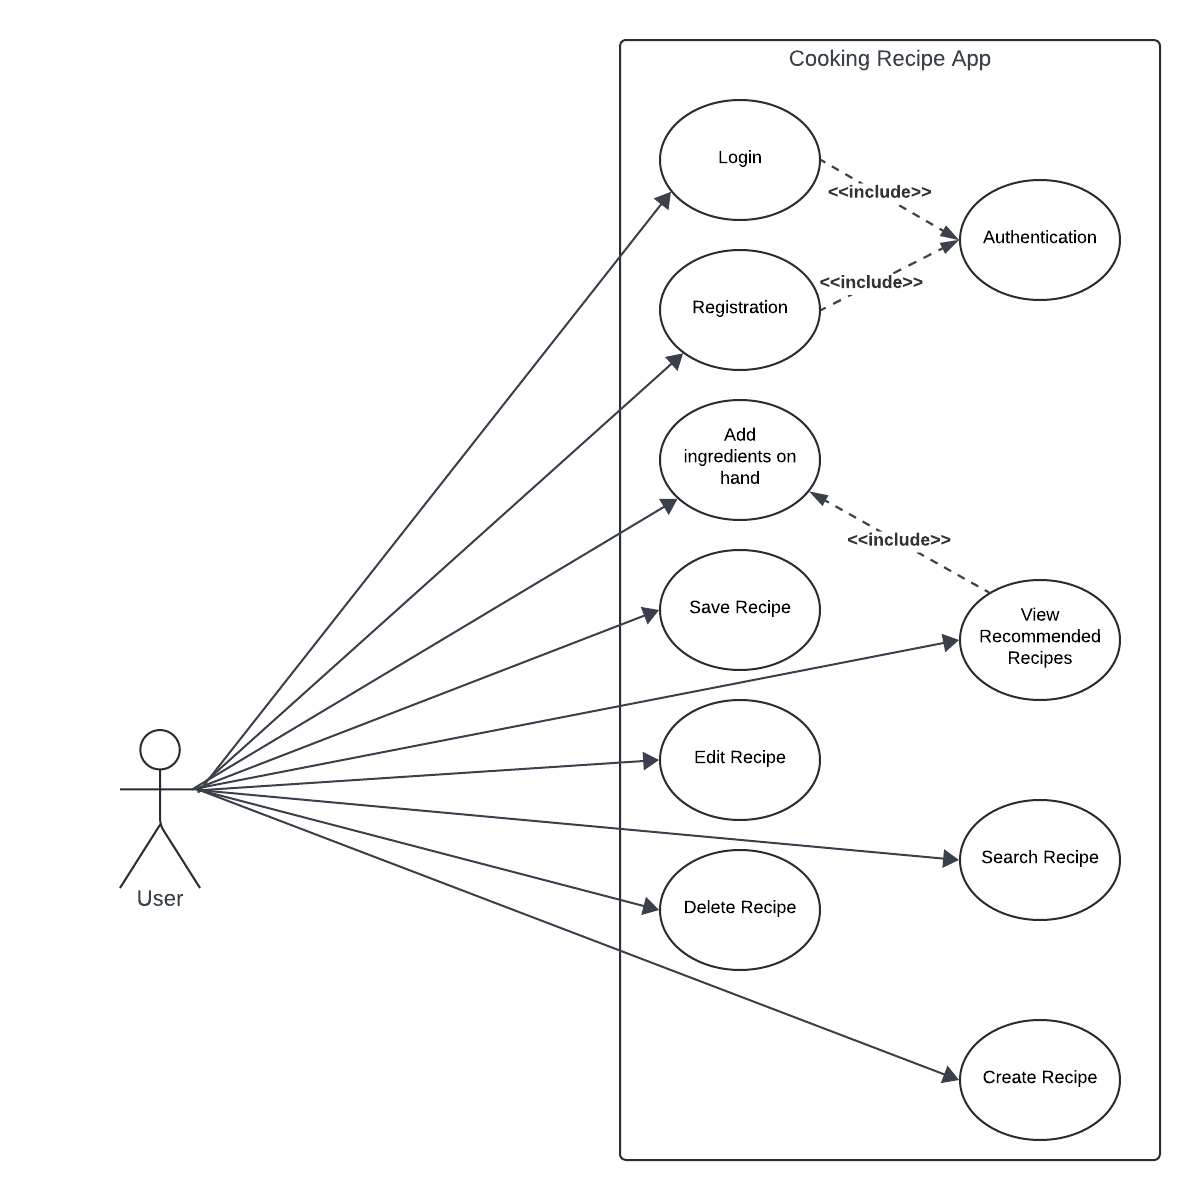 Cooking Recipe App
Login
<<include>>
Authentication
<<include>>
Registration
Add
ingredients on
hand
<<include>>
Save Recipe
View
Recommended
Recipes
Edit Recipe
Search Recipe
User
Delete Recipe
Create Recipe